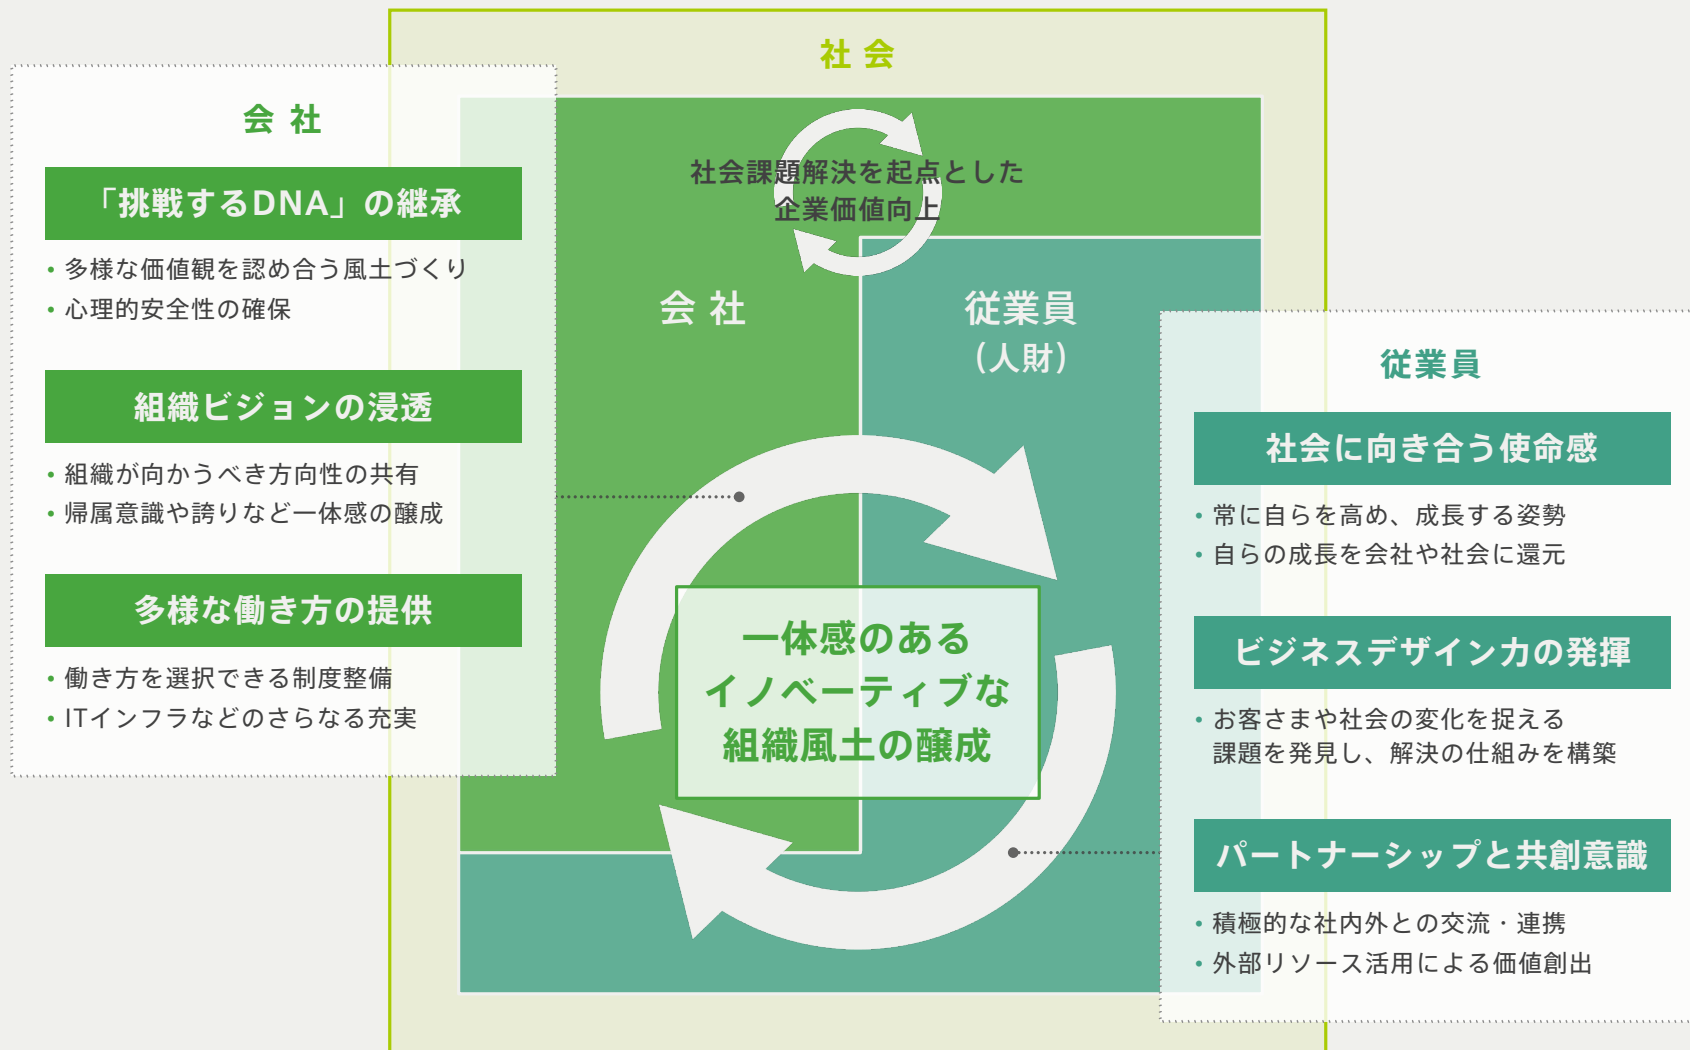 社会
会社
「挑戦するDNA」の継承
• 多様な価値観を認め合う風土づくり
• 心理的安全性の確保
組織ビジョンの浸透
• 組織が向かうべき方向性の共有
• 帰属意識や誇りなど一体感の醸成
多様な働き方の提供
• 働き方を選択できる制度整備
• ITインフラなどのさらなる充実
社会課題解決を起点とした
企業価値向上
会社
従業員
(人財)
一体感のある
イノベーティブな
組織風土の醸成
従業員
社会に向き合う使命感
• 常に自らを高め、成長する姿勢
• 自らの成長を会社や社会に還元
ビジネスデザイン力の発揮
• お客さまや社会の変化を捉える
課題を発見し、解決の仕組みを構築
パートナーシップと共創意識
• 積極的な社内外との交流・連携
• 外部リソース活用による価値創出